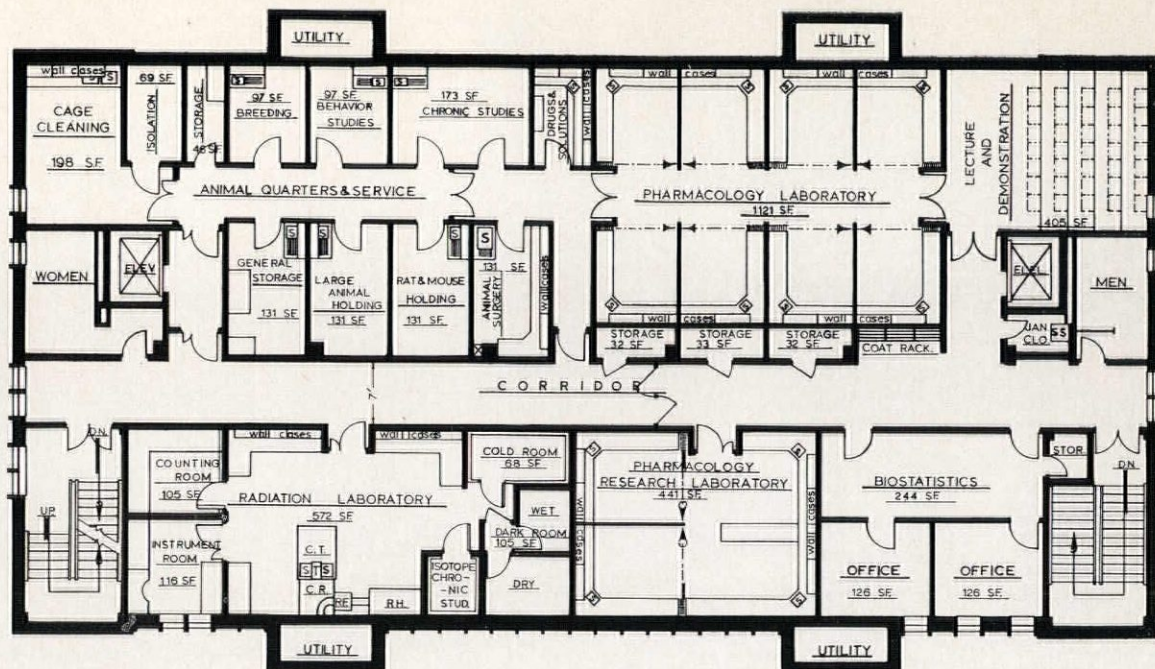 UTILITY
UTILITY
wall cases
S S
CAGE
CLEANING
198 SF.
69 SF.
ISOLATION
STORAGE
46 SF.
S
97 SF.
BREEDING
S
97 SF.
BEHAVIOR
STUDIES
S
173 SF
CHRONIC STUDIES
DRUGS &
SOLUTIONS
wall cases
wall cases
wall cases
LECTURE
AND
DEMONSTRATION
405 SF.
ANIMAL QUARTERS & SERVICE
PHARMACOLOGY LABORATORY
1121 SF.
WOMEN
ELEV.
GENERAL
STORAGE
131 SF.
S
LARGE
ANIMAL
HOLDING
131 SF.
S
RAT & MOUSE
HOLDING
131 SF.
S
S
131 SF.
ANIMAL
SURGERY
wall cases
wall cases
wall cases
STORAGE
32 SF.
STORAGE
33 SF.
STORAGE
32 SF.
COAT RACK.
MEN
JAN
CLO.
SS
7'
CORRIDOR
D.N.
UP
COUNTING
ROOM
105 SF.
INSTRUMENT
ROOM
116 SF.
wall cases
wall cases
RADIATION LABORATORY
572 SF.
C.T.
STS
C.R.
R.F.
R.H.
COLD ROOM
68 SF.
WET
DARK ROOM
105 SF.
DRY
ISOTOPE
CHRO-
-NIC
STUD.
wall cases
PHARMACOLOGY
RESEARCH LABORATORY
441 SF.
wall cases
BIOSTATISTICS
244 SF.
STOR.
D.N.
OFFICE
126 SF.
OFFICE
126 SF.
UTILITY
UTILITY